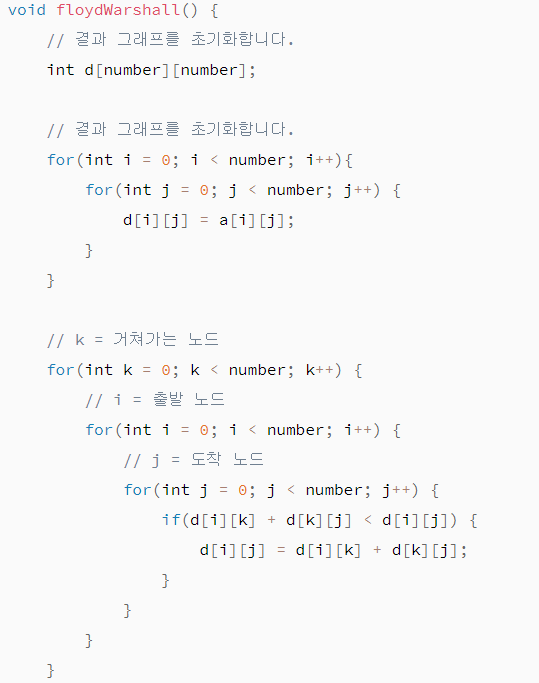 void floydWarshall() {
// 결과 그래프를 초기화합니다.
int d[number][number];
// 결과 그래프를 초기화합니다.
for(int i = 0; i < number; i++){
for(int j = 0; j < number; j++) {
d[i][j] = a[i][j];
}
}
// k = 거쳐가는 노드
for(int k = 0; k < number; k++) {
// i = 출발 노드
for(int i = 0; i < number; i++) {
// j = 도착 노드
for(int j = 0; j < number; j++) {
if(d[i][k] + d[k][j] < d[i][j]) {
d[i][j] = d[i][k] + d[k][j];
}
}
}
}